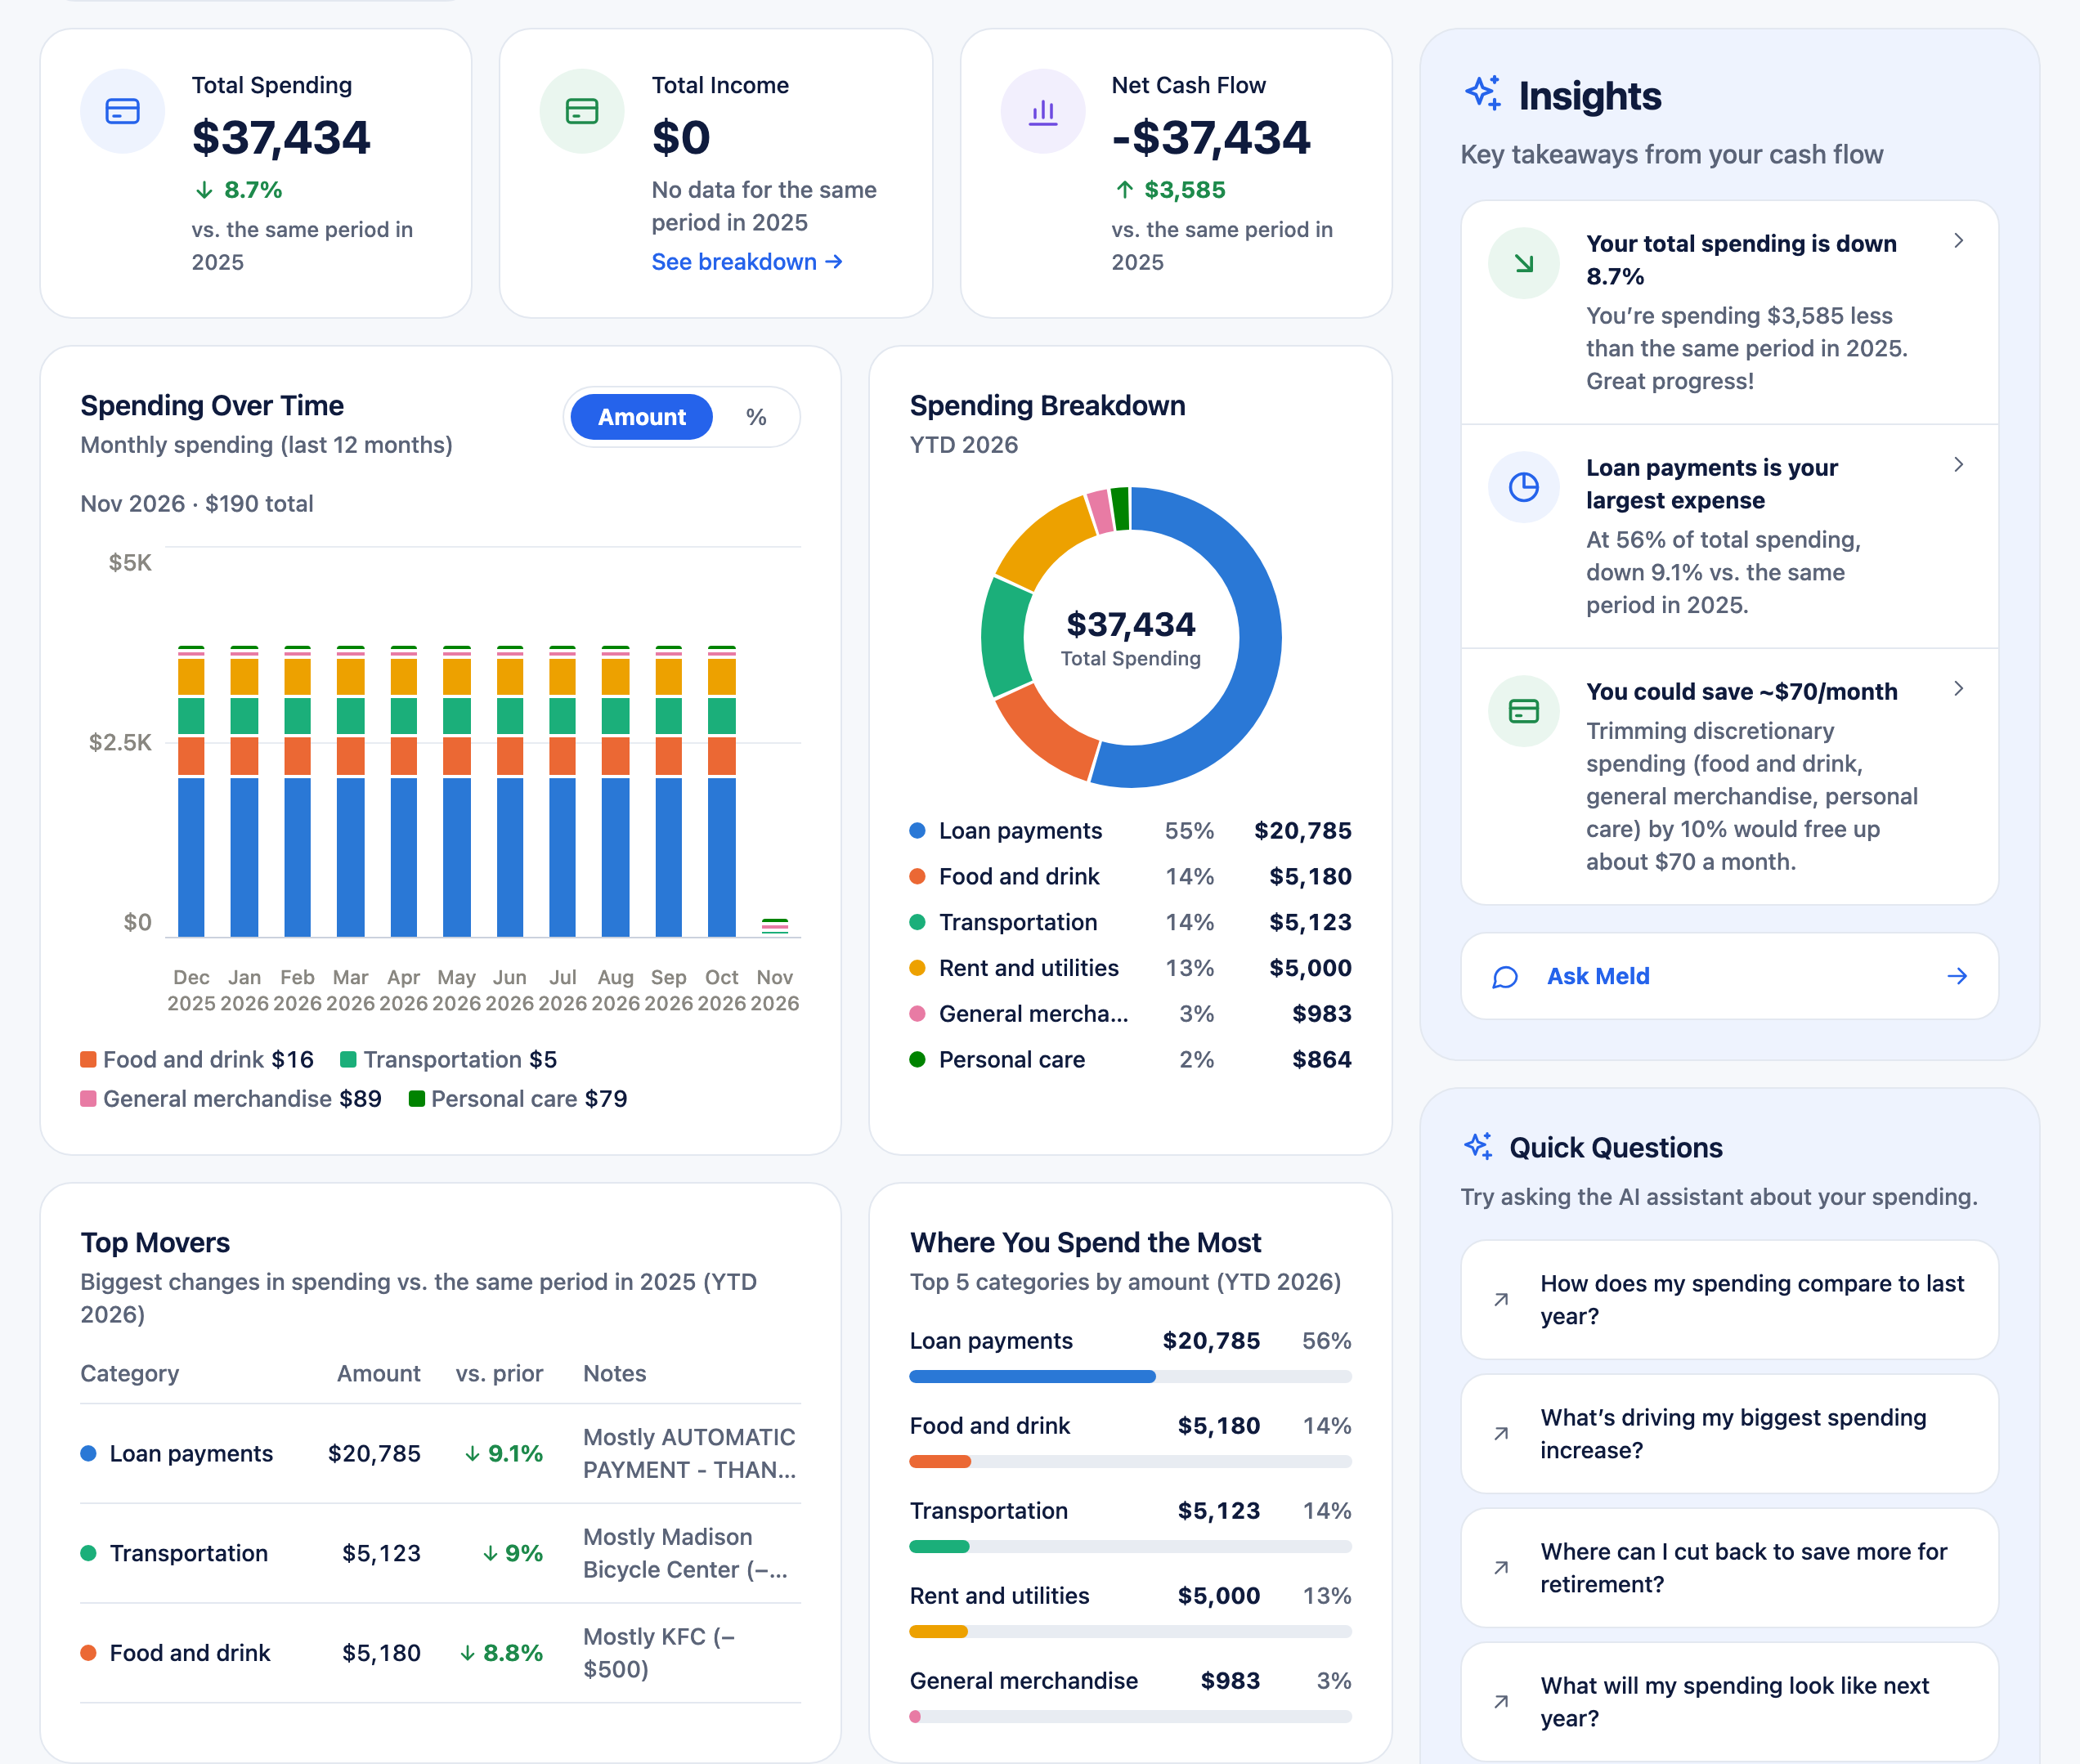 Total Spending
$37,434
↓ 8.7%
vs. the same period in
2025
Total Income
$0
No data for the same
period in 2025
See breakdown →
Net Cash Flow
-$37,434
↑ $3,585
vs. the same period in
2025
Spending Over Time
Monthly spending (last 12 months)
Amount
%
Nov 2026 · $190 total
$5K
$2.5K
$0
Dec Jan Feb Mar Apr May Jun Jul Aug Sep Oct Nov
2025 2026 2026 2026 2026 2026 2026 2026 2026 2026 2026 2026
Food and drink $16 Transportation $5
General merchandise $89 Personal care $79
Spending Breakdown
YTD 2026
$37,434
Total Spending
Loan payments 55% $20,785
Food and drink 14% $5,180
Transportation 14% $5,123
Rent and utilities 13% $5,000
General mercha... 3% $983
Personal care 2% $864
Top Movers
Biggest changes in spending vs. the same period in 2025 (YTD
2026)
Category Amount vs. prior Notes
Loan payments $20,785 ↓ 9.1% Mostly AUTOMATIC
PAYMENT - THAN...
Transportation $5,123 ↓ 9% Mostly Madison
Bicycle Center (–...
Food and drink $5,180 ↓ 8.8% Mostly KFC (–
$500)
Where You Spend the Most
Top 5 categories by amount (YTD 2026)
Loan payments $20,785 56%
Food and drink $5,180 14%
Transportation $5,123 14%
Rent and utilities $5,000 13%
General merchandise $983 3%
Insights
Key takeaways from your cash flow
Your total spending is down
8.7%
You’re spending $3,585 less
than the same period in 2025.
Great progress!
Loan payments is your
largest expense
At 56% of total spending,
down 9.1% vs. the same
period in 2025.
You could save ~$70/month
Trimming discretionary
spending (food and drink,
general merchandise, personal
care) by 10% would free up
about $70 a month.
Ask Meld →
Quick Questions
Try asking the AI assistant about your spending.
How does my spending compare to last
year?
What’s driving my biggest spending
increase?
Where can I cut back to save more for
retirement?
What will my spending look like next
year?